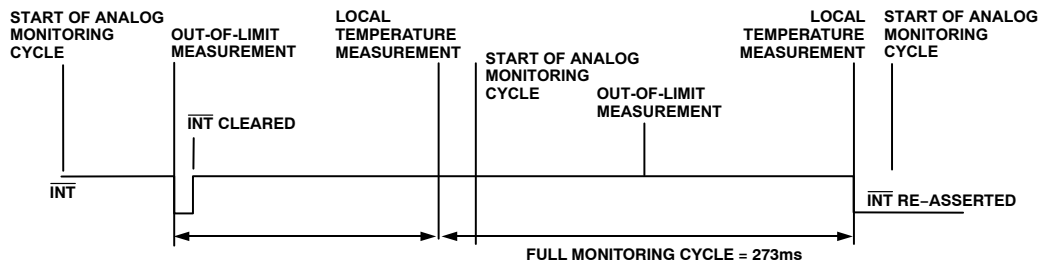 START OF ANALOG
MONITORING
CYCLE
OUT-OF-LIMIT
MEASUREMENT
LOCAL
TEMPERATURE
MEASUREMENT
START OF ANALOG
MONITORING
CYCLE
OUT-OF-LIMIT
MEASUREMENT
LOCAL
TEMPERATURE
MEASUREMENT
START OF ANALOG
MONITORING
CYCLE
INT CLEARED
INT
INT RE–ASSERTED
FULL MONITORING CYCLE = 273ms